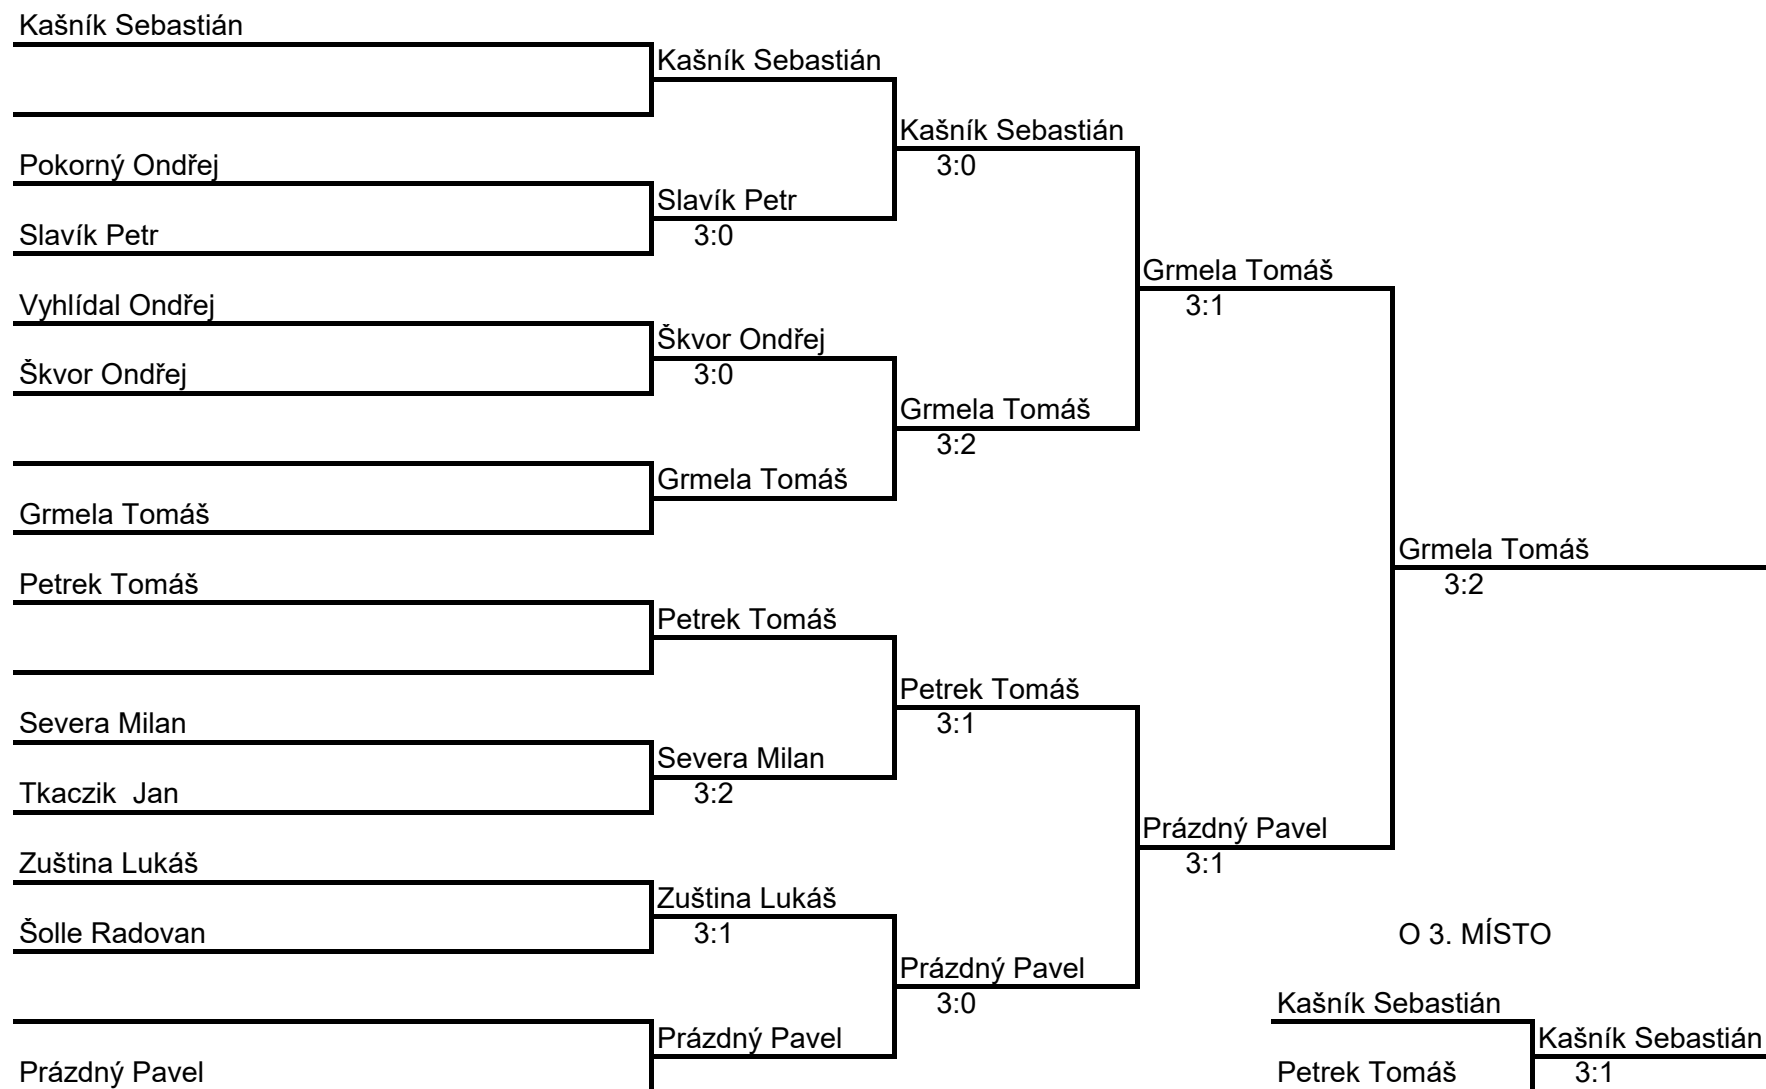 Kašník Sebastián
Kašník Sebastián
Kašník Sebastián
Pokorný Ondřej
3:0
Slavík Petr
Slavík Petr
3:0
Grmela Tomáš
Vyhlídal Ondřej
3:1
Škvor Ondřej
Škvor Ondřej
3:0
Grmela Tomáš
3:2
Grmela Tomáš
Grmela Tomáš
Grmela Tomáš
Petrek Tomáš
3:2
Petrek Tomáš
Petrek Tomáš
Severa Milan
3:1
Severa Milan
Tkaczik  Jan
3:2
Prázdný Pavel
Zuština Lukáš
3:1
Zuština Lukáš
Šolle Radovan
3:1
O 3. MÍSTO
Prázdný Pavel
3:0
Kašník Sebastián
Prázdný Pavel
Kašník Sebastián
Prázdný Pavel
Petrek Tomáš
3:1